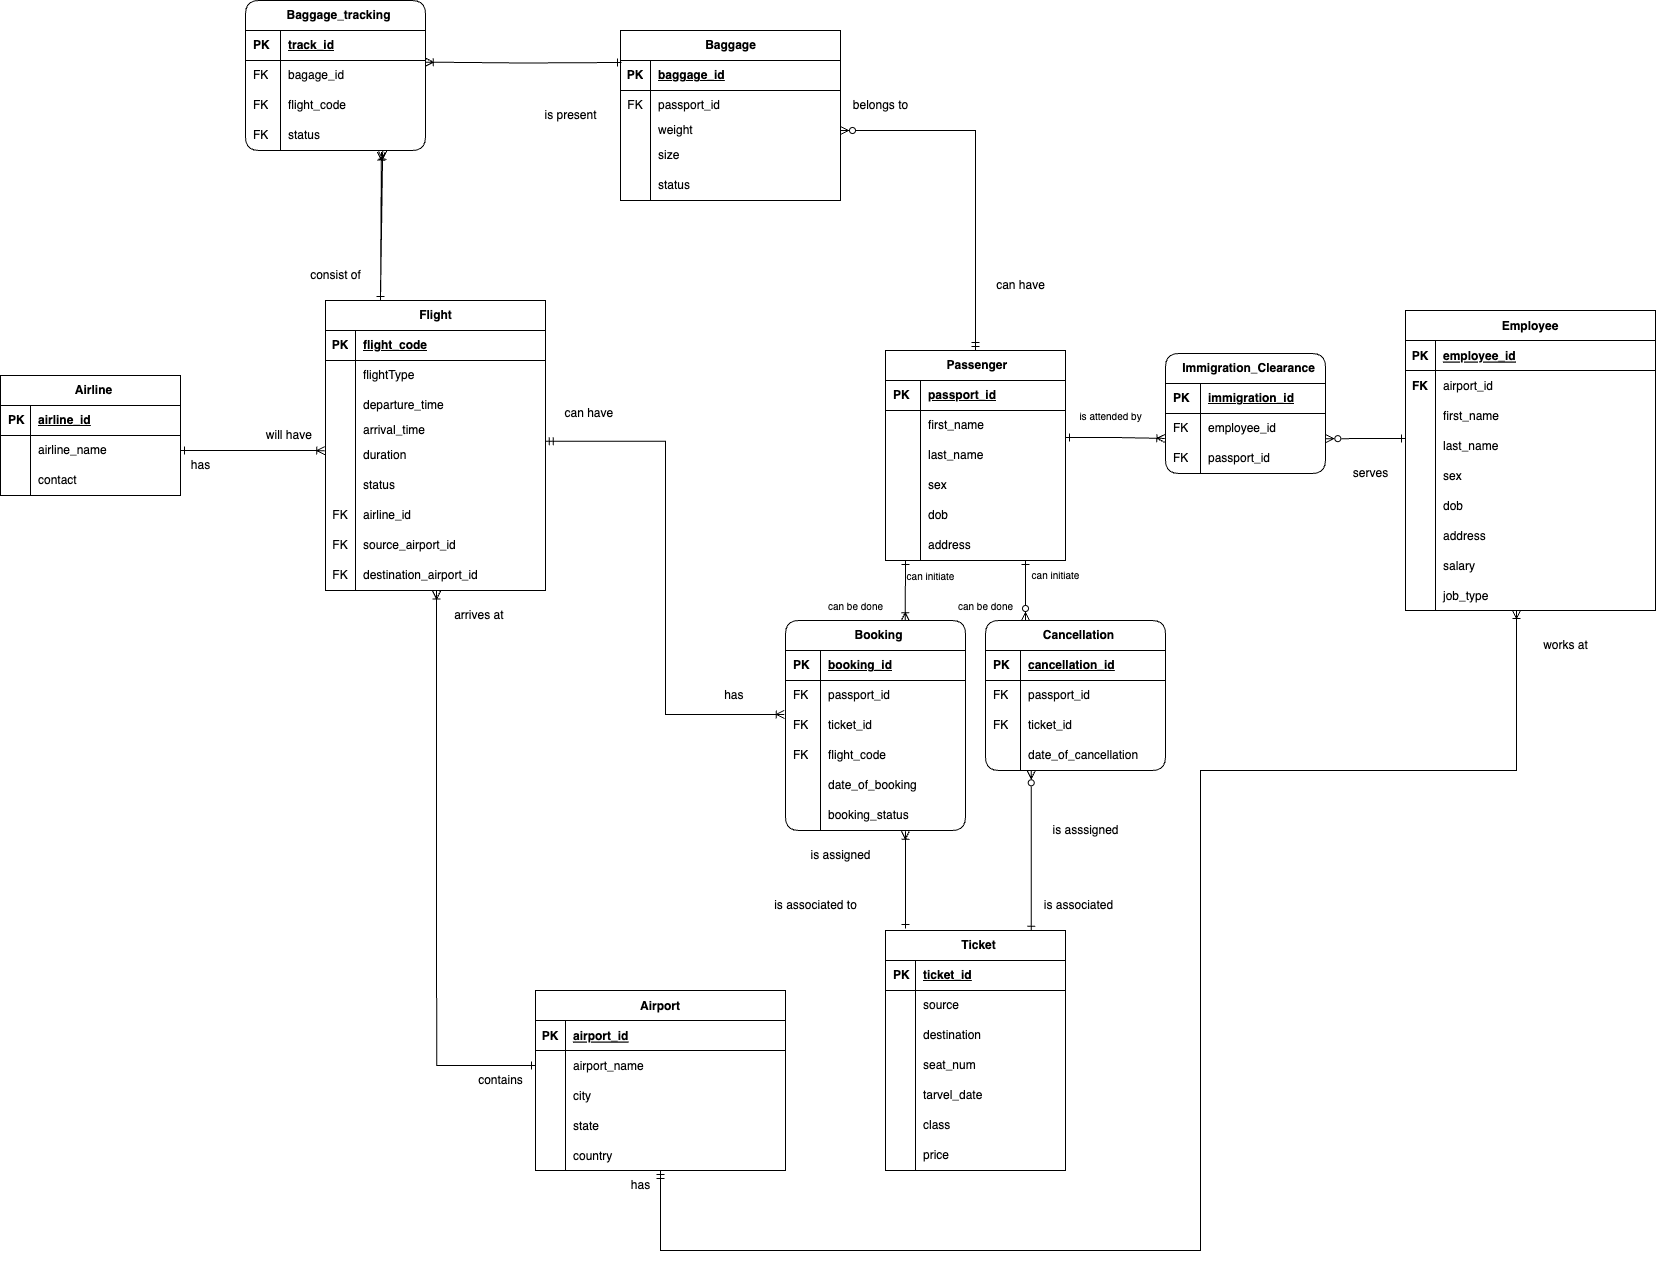 Baggage_tracking
PK track_id
FK bagage_id
FK flight_code
FK status
Baggage
PK baggage_id
FK passport_id
weight
size
status
is present
belongs to
consist of
can have
Flight
PK flight_code
flightType
departure_time
arrival_time
duration
status
FK airline_id
FK source_airport_id
FK destination_airport_id
Airline
PK airline_id
airline_name
contact
will have
has
can have
Passenger
PK passport_id
first_name
last_name
sex
dob
address
is attended by
Immigration_Clearance
PK immigration_id
FK employee_id
FK passport_id
serves
Employee
PK employee_id
FK airport_id
first_name
last_name
sex
dob
address
salary
job_type
works at
arrives at
can initiate
can initiate
can be done
can be done
has
Booking
PK booking_id
FK passport_id
FK ticket_id
FK flight_code
date_of_booking
booking_status
Cancellation
PK cancellation_id
FK passport_id
FK ticket_id
date_of_cancellation
is assigned
is asssigned
is associated to
is associated
Ticket
PK ticket_id
source
destination
seat_num
tarvel_date
class
price
Airport
PK airport_id
airport_name
city
state
country
contains
has